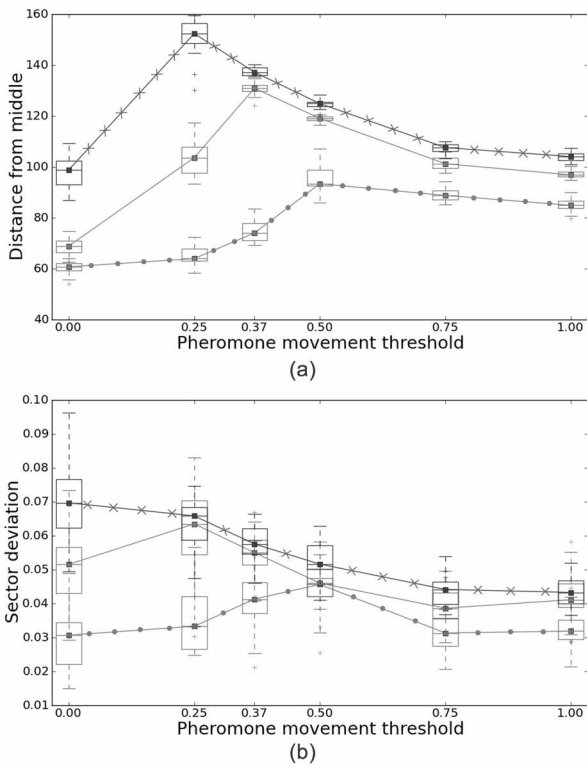 160
140
120
100
80
60
40
Distance from middle
0.00 0.25 0.37 0.50 0.75 1.00
Pheromone movement threshold
(a)
0.10
0.09
0.08
0.07
0.06
0.05
0.04
0.03
0.02
0.01
Sector deviation
0.00 0.25 0.37 0.50 0.75 1.00
Pheromone movement threshold
(b)